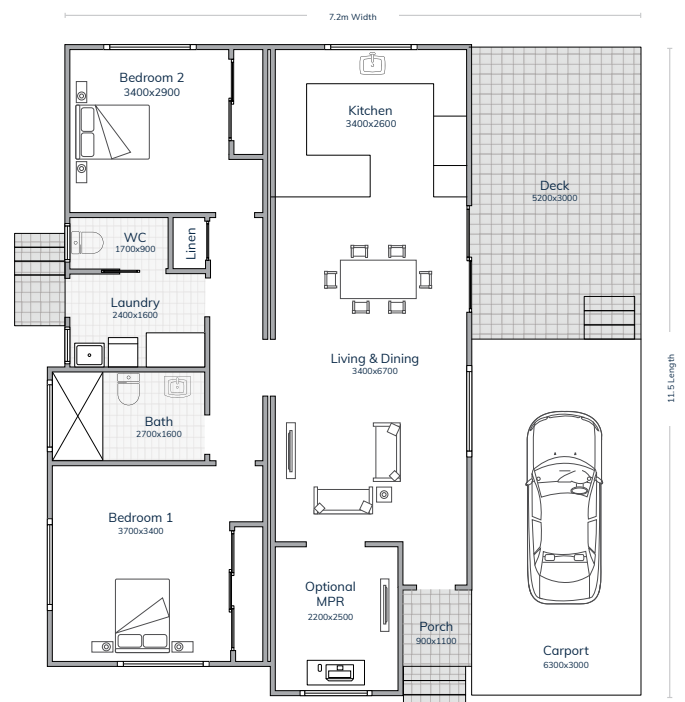 7.2m Width
Bedroom 2
3400x2900
Kitchen
3400x2600
Deck
5200x3000
WC
1700x900
Linen
Laundry
2400x1600
Living & Dining
3400x6700
11.5 Length
Bath
2700x1600
Bedroom 1
3700x3400
Optional
MPR
2200x2500
Porch
900x1100
Carport
6300x3000